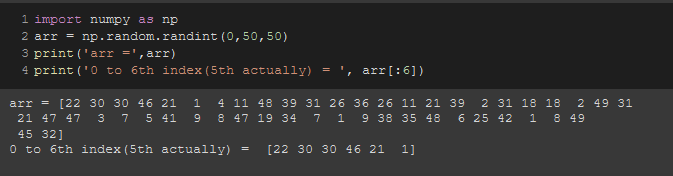 1 import numpy as np
2 arr = np.random.randint(0,50,50)
3 print('arr =',arr)
4 print('0 to 6th index(5th actually) = ', arr[:6])
arr = [22 30 30 46 21  1  4 11 48 39 31 26 36 26 11 21 39  2 31 18 18  2 49 31
 21 47 47  3  7  5 41  9  8 47 19 34  7  1  9 38 35 48  6 25 42  1  8 49
 45 32]
0 to 6th index(5th actually) =  [22 30 30 46 21  1]